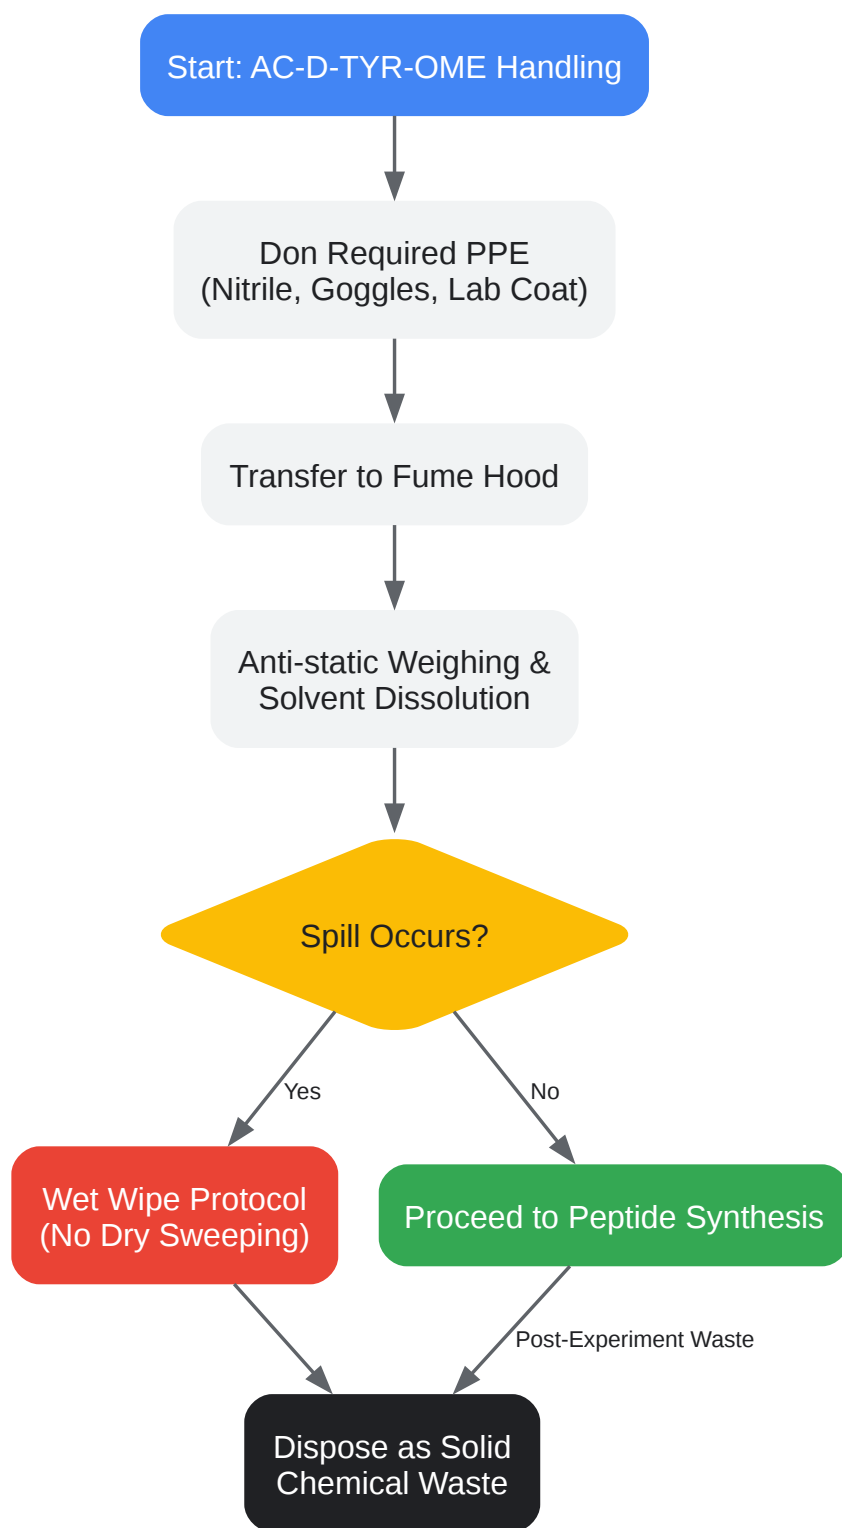 Start: AC-D-TYR-OME Handling
Don Required PPE
(Nitrile, Goggles, Lab Coat)
Transfer to Fume Hood
Anti-static Weighing &
Solvent Dissolution
Spill Occurs?
Yes
No
Wet Wipe Protocol
(No Dry Sweeping)
Proceed to Peptide Synthesis
Post-Experiment Waste
Dispose as Solid
Chemical Waste